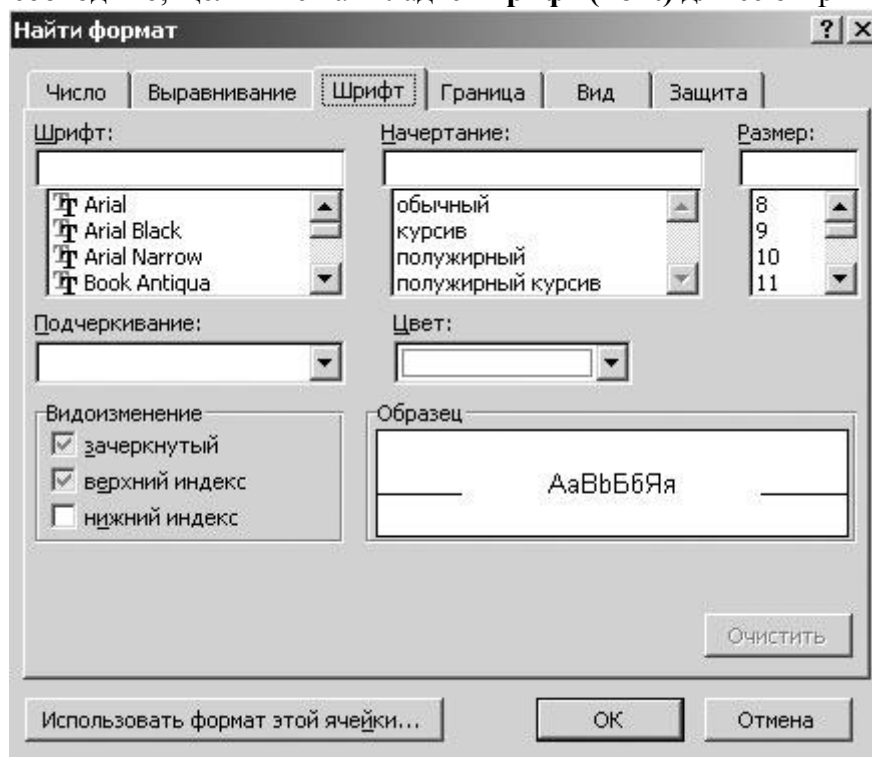 Найти формат
Число Выравнивание Шрифт Граница Вид Защита
Шрифт: Начертание: Размер:
Arial обычный 8
Arial Black курсив 9
Arial Narrow полужирный 10
Book Antiqua полужирный курсив 11
Подчеркивание: Цвет:
Видоизменение Образец
зачеркнутый
верхний индекс АаВbБбЯя
нижний индекс
Очистить
Использовать формат этой ячейки... ОК Отмена